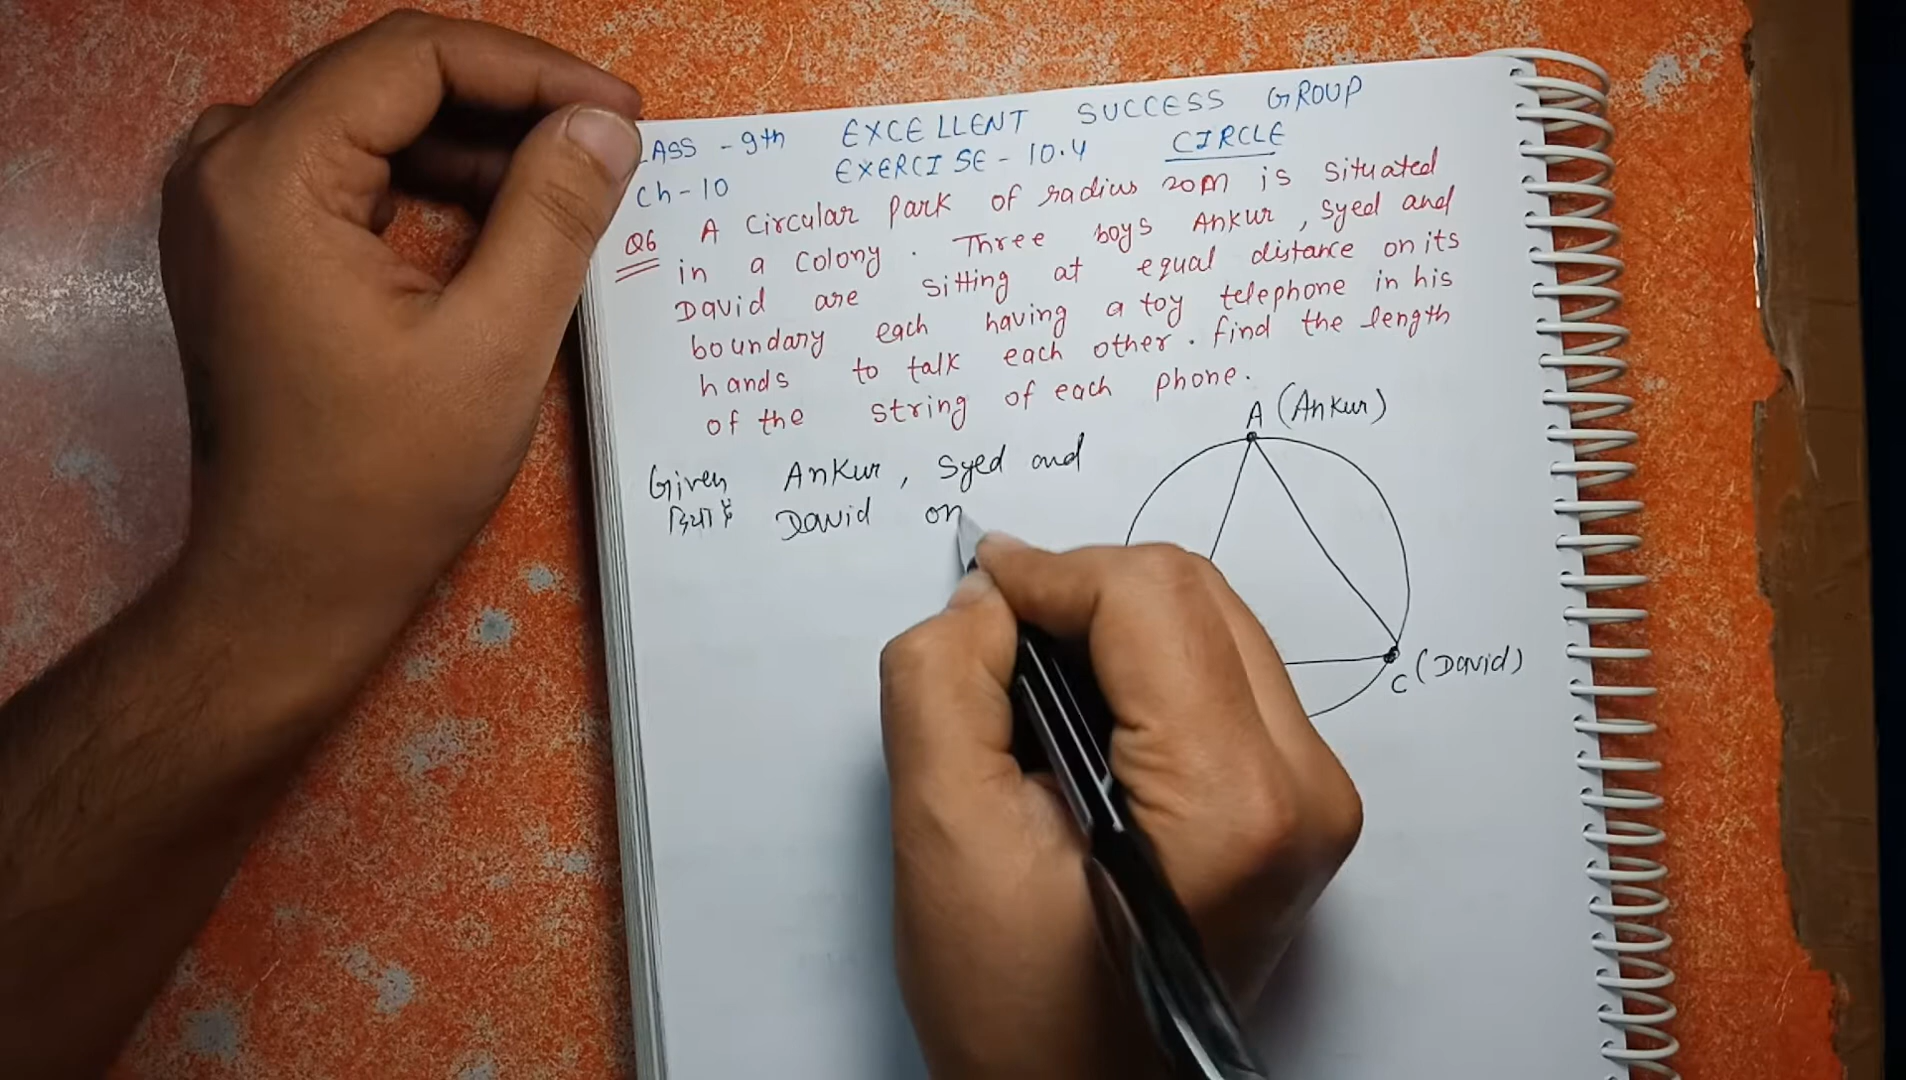 LASS - 9th EXCELLENT SUCCESS GROUP
Ch - 10 EXERCISE - 10.4 CIRCLE
Q6 A Circular Park of radius 20m is situated
in a colony. Three boys Ankur, Syed and
David are sitting at equal distance on its
boundary each having a toy telephone in his
hands to talk each other. find the length
of the string of each phone.
A (Ankur)
Given Ankur, Syed and
David on
C (David)